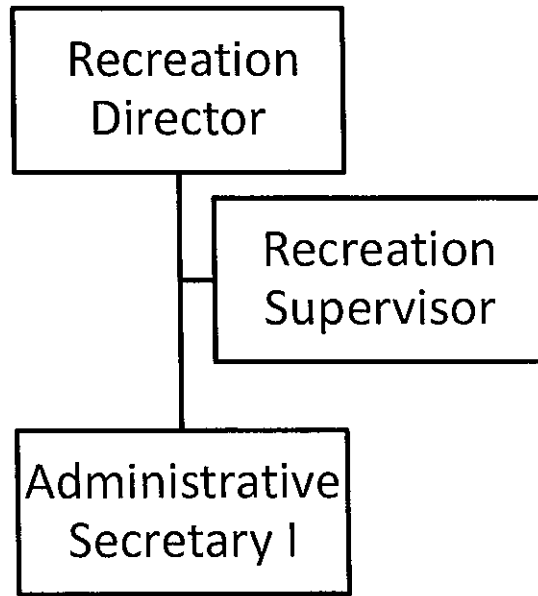 Recreation
Director
Recreation
Supervisor
Administrative
Secretary I